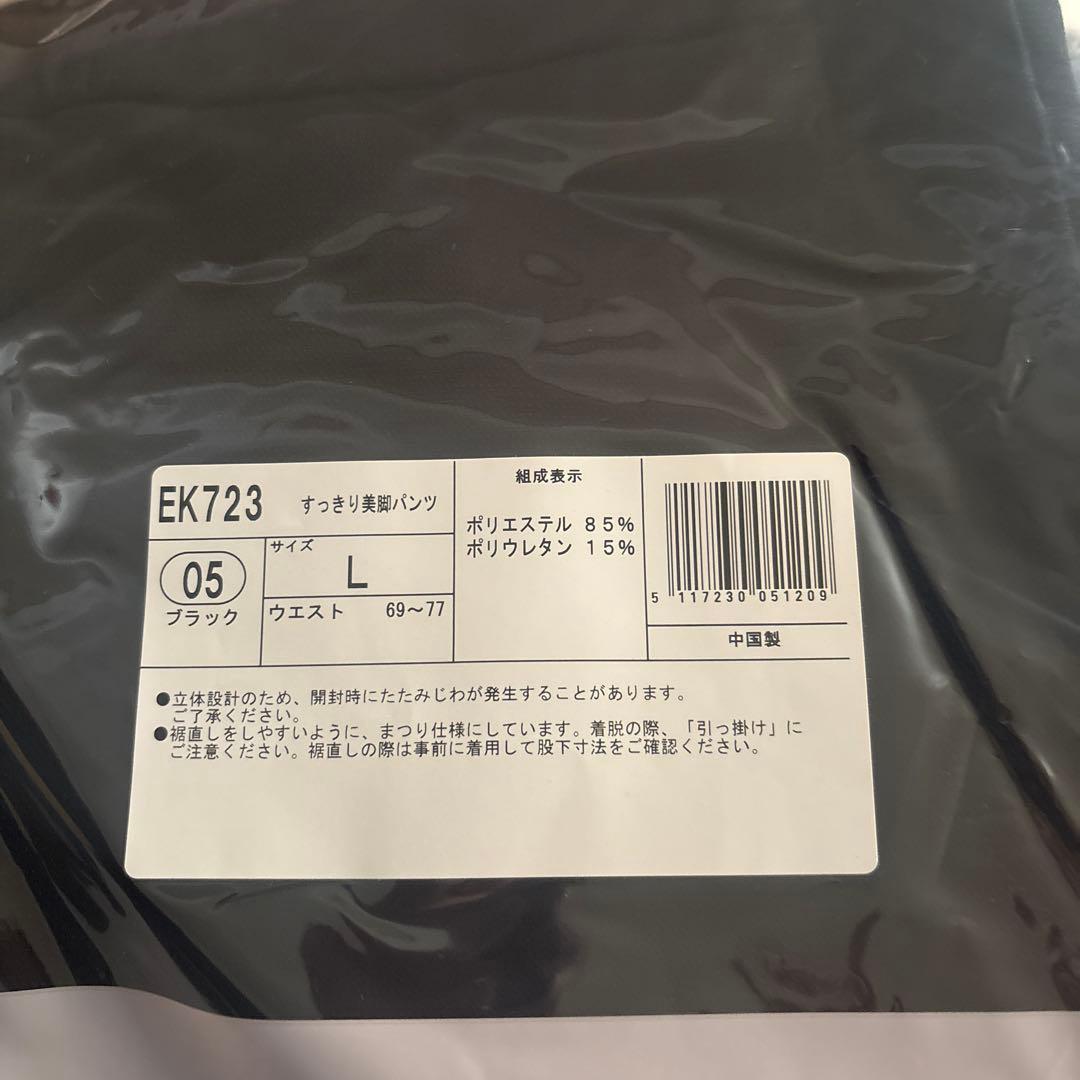 EK723 すっきり美脚パンツ
05
ブラック
サイズ
L
ウエスト 69～77
組成表示
ポリエステル 85%
ポリウレタン 15%
5 117230 051209
中国製
●立体設計のため、開封時にたたみじわが発生することがあります。
ご了承ください。
●裾直しをしやすいように、まつり仕様にしています。着脱の際、「引っ掛け」に
ご注意ください。裾直しの際は事前に着用して股下寸法をご確認ください。